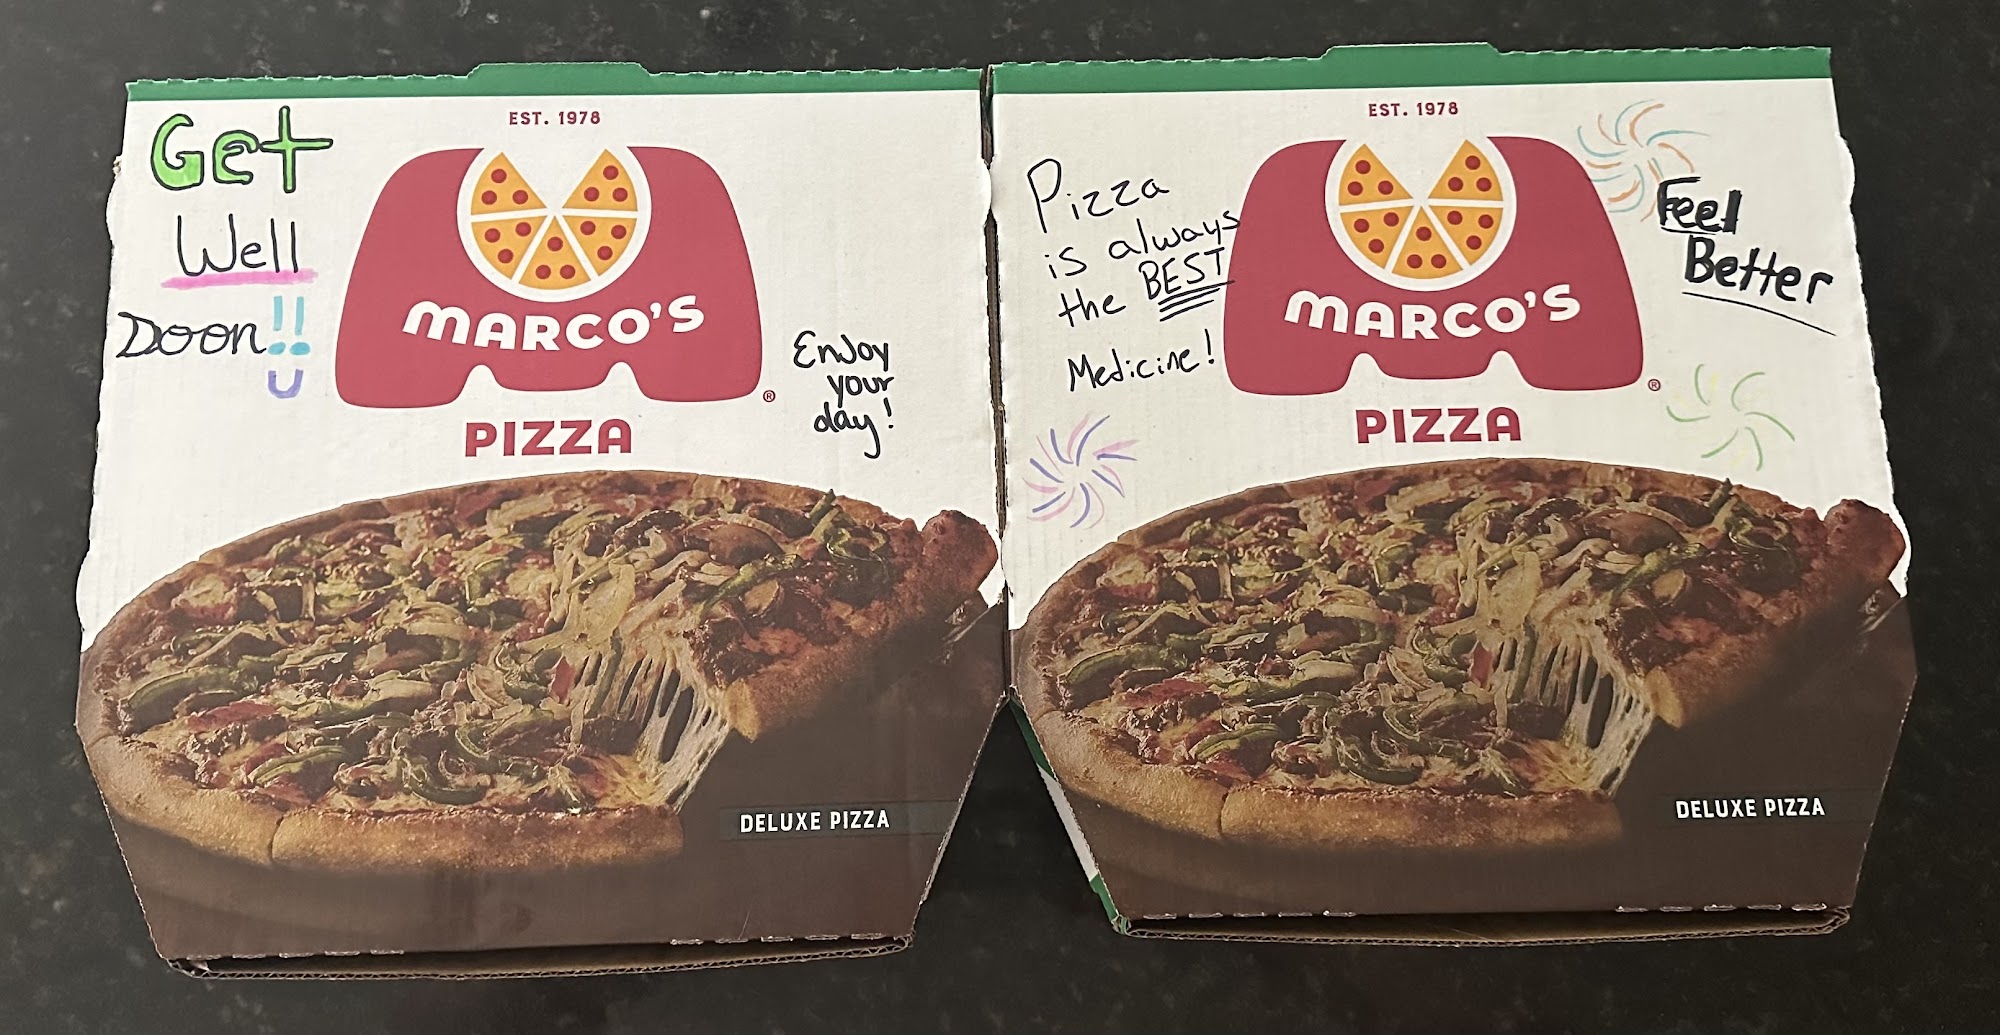 EST. 1978
Get
Well
Doon!!
MARCO'S
®
PIZZA
Enjoy
your
day!
DELUXE PIZZA
EST. 1978
Pizza
is always
the BEST
Medicine!
MARCO'S
®
PIZZA
Feel
Better
DELUXE PIZZA